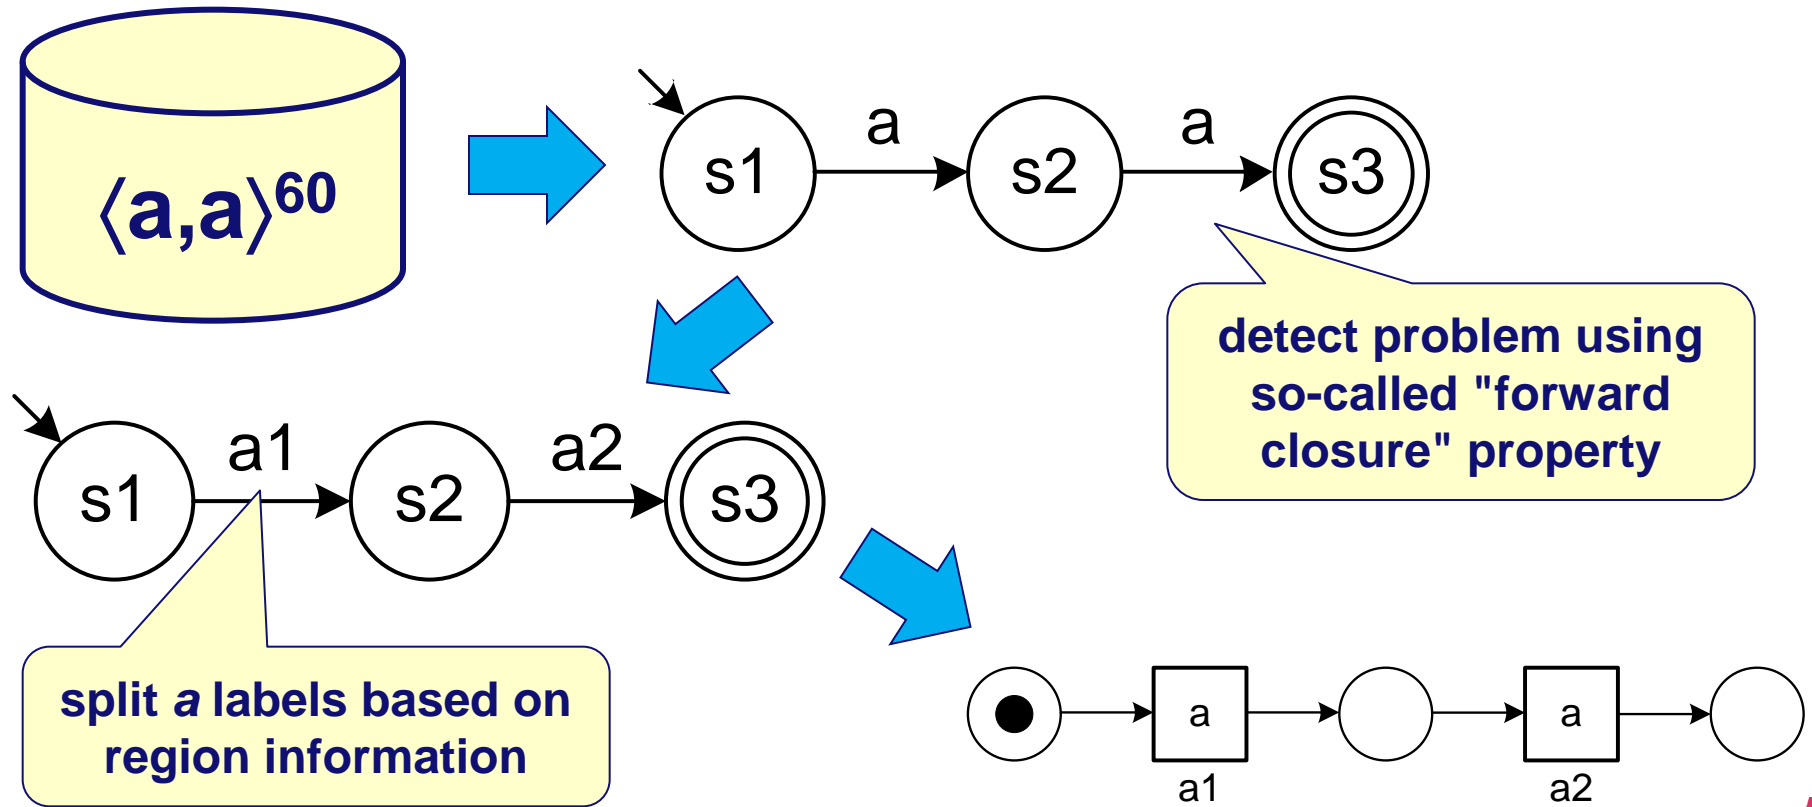 ⟨a,a⟩⁶⁰
s1 a s2 a s3
detect problem using
so-called "forward
closure" property
s1 a1 s2 a2 s3
split a labels based on
region information
a a
a1 a2